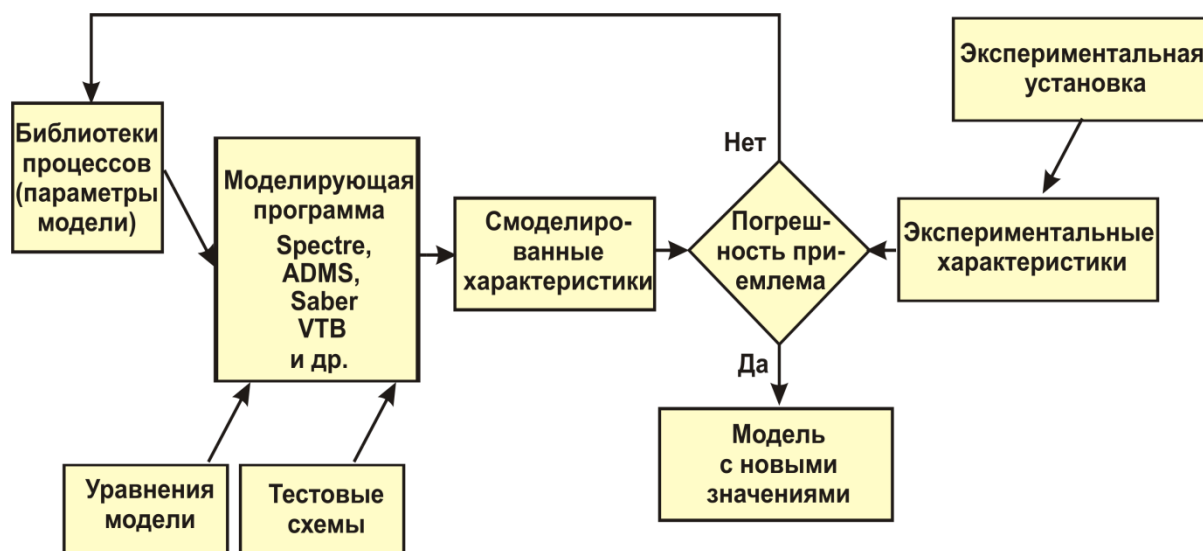 Экспериментальная
установка
Библиотеки
процессов
(параметры
модели)
Моделирующая
программа
Spectre,
ADMS,
Saber
VTB
и др.
Смоделиро-
ванные
характеристики
Нет
Погреш-
ность при-
емлема
Экспериментальные
характеристики
Да
Модель
с новыми
значениями
Уравнения
модели
Тестовые
схемы